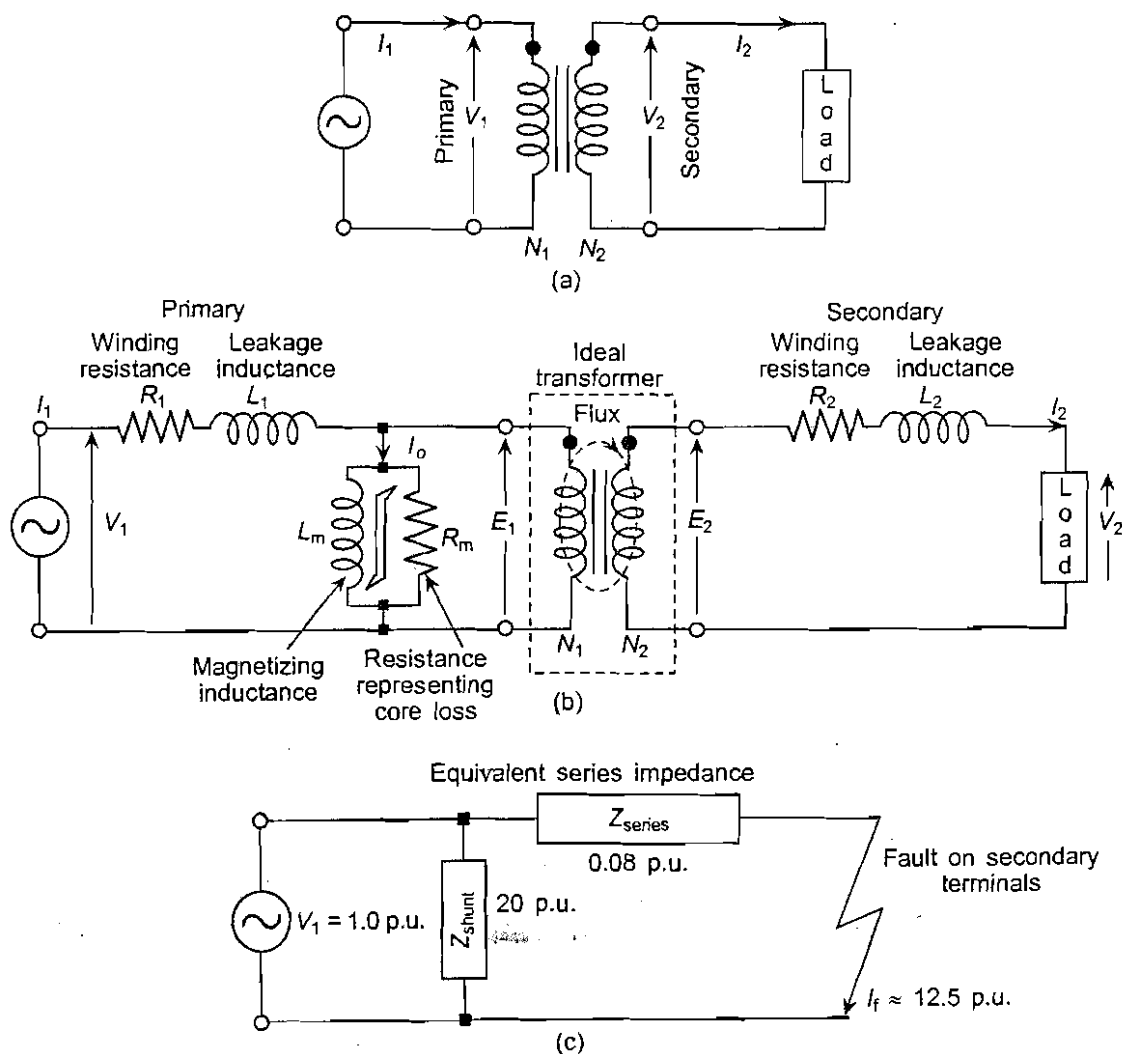 I1
V1
Primary
V2
Secondary
I2
Load
N1 N2
(a)
Primary
Secondary
Winding resistance
R1
Leakage inductance
L1
Ideal transformer
Winding resistance
R2
Leakage inductance
L2
I1
Flux
I2
Io
V1
Lm
Rm
E1
E2
Load
V2
N1 N2
Magnetizing inductance
Resistance representing core loss
(b)
Equivalent series impedance
Zseries
0.08 p.u.
Fault on secondary terminals
V1 = 1.0 p.u.
Zshunt
20 p.u.
If ≈ 12.5 p.u.
(c)